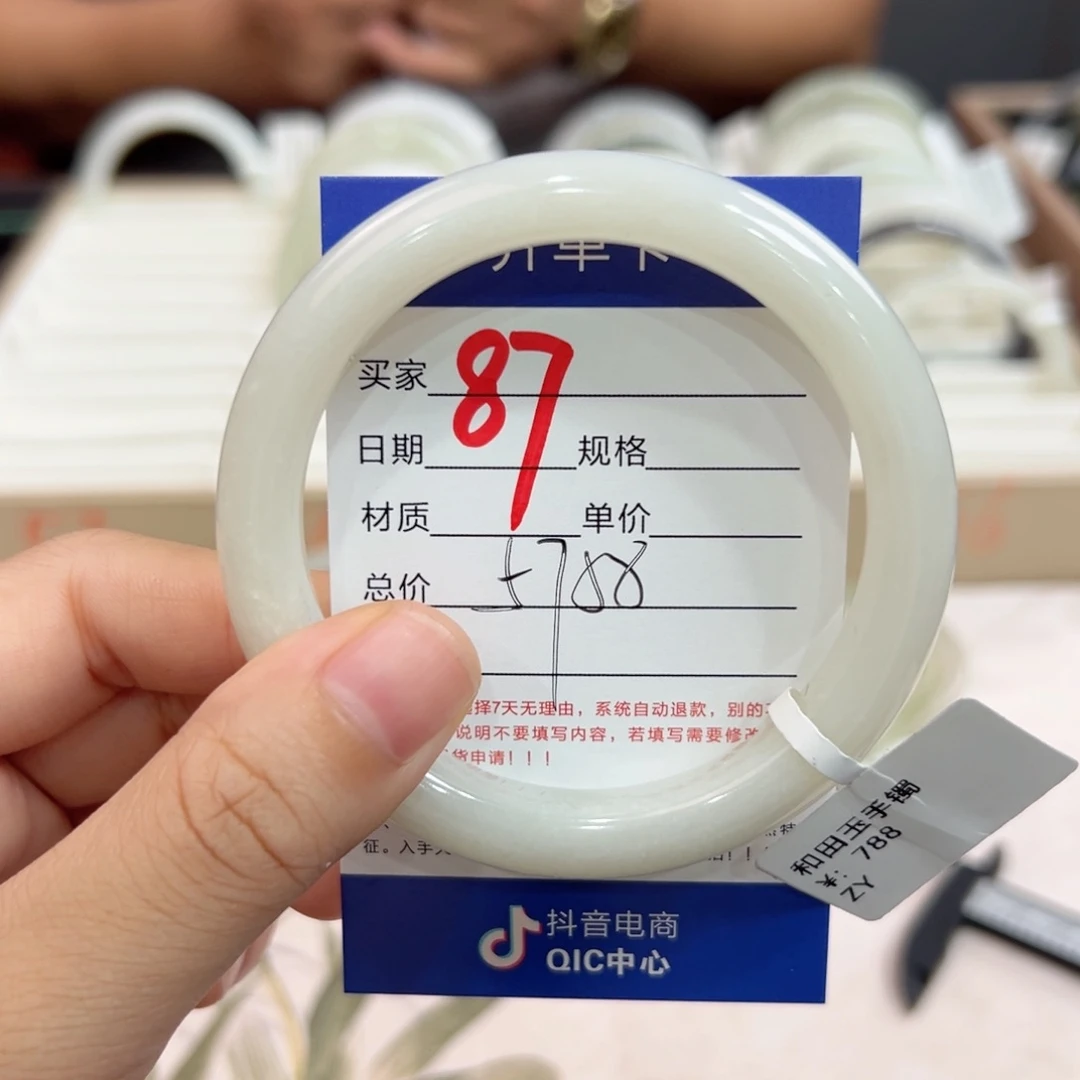 开单卡
买家 87
日期 规格
材质 单价
总价 5788
择7天无理由，系统自动退款，别的
说明不要填写内容，若填写需要修改
货申请！！！
征。入手
抖音电商
QIC中心
和田玉手镯
¥：788
ZY